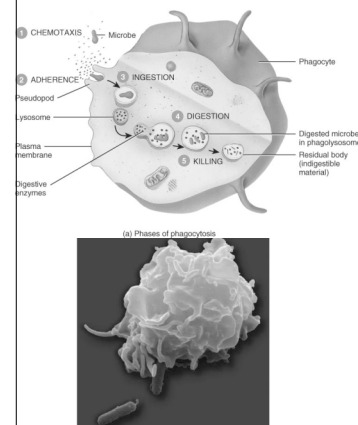 1 CHEMOTAXIS
Microbe
2 ADHERENCE
3 INGESTION
Phagocyte
Pseudopod
Lysosome
4 DIGESTION
Plasma
membrane
Digested microbe
in phagolysosome
5 KILLING
Residual body
(indigestible
material)
Digestive
enzymes
(a) Phases of phagocytosis